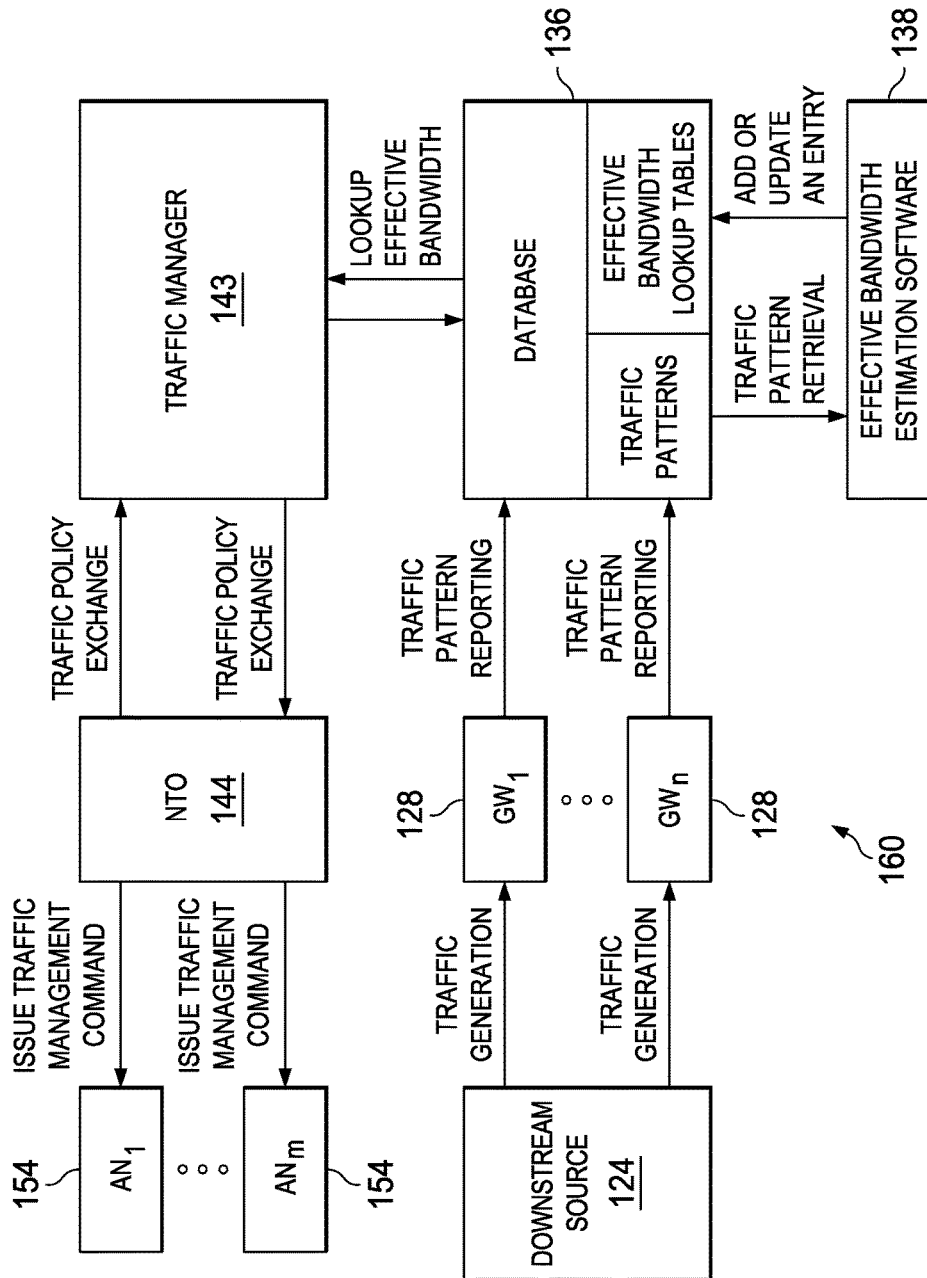 154
AN1
AN m
154
ISSUE TRAFFIC
MANAGEMENT
COMMAND
ISSUE TRAFFIC
MANAGEMENT
COMMAND
NTO
144
TRAFFIC POLICY
EXCHANGE
TRAFFIC POLICY
EXCHANGE
TRAFFIC MANAGER
143
LOOKUP
EFFECTIVE
BANDWIDTH
DOWNSTREAM
SOURCE
124
TRAFFIC
GENERATION
TRAFFIC
GENERATION
128
GW1
GW n
128
TRAFFIC
PATTERN
REPORTING
TRAFFIC
PATTERN
REPORTING
136
DATABASE
TRAFFIC
PATTERNS
EFFECTIVE
BANDWIDTH
LOOKUP TABLES
TRAFFIC
PATTERN
RETRIEVAL
ADD OR
UPDATE
AN ENTRY
138
EFFECTIVE BANDWIDTH
ESTIMATION SOFTWARE
160